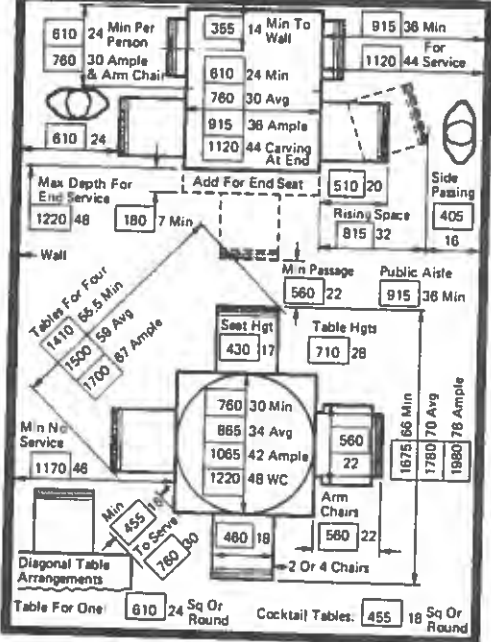 610 24 Min Per
Person
760 30 Ample
& Arm Chair
355 14 Min To
Wall
915 36 Min
For
1120 44 Service
610 24 Min
760 30 Avg
915 36 Ample
1120 44 Carving
At End
610 24
Max Depth For
End Service
1220 48
Add For End Seat
180 7 Min
510 20
Rising Space
815 32
Side
Passing
405
16
Wall
Min Passage
560 22
Public Aisle
915 36 Min
Tables For Four
1410 55.5 Min
1500 59 Avg
1700 67 Ample
Seat Hgt
430 17
Table Hgts
710 28
760 30 Min
865 34 Avg
1065 42 Ample
1220 48 WC
560
22
1675 66 Min
1780 70 Avg
1980 78 Ample
Min No
Service
1170 46
Min
455 18
To Serve
760 30
460 18
Arm
Chairs
560 22
2 Or 4 Chairs
Diagonal Table
Arrangements
Table For One 610 24 Sq Or
Round
Cocktail Tables: 455 18 Sq Or
Round